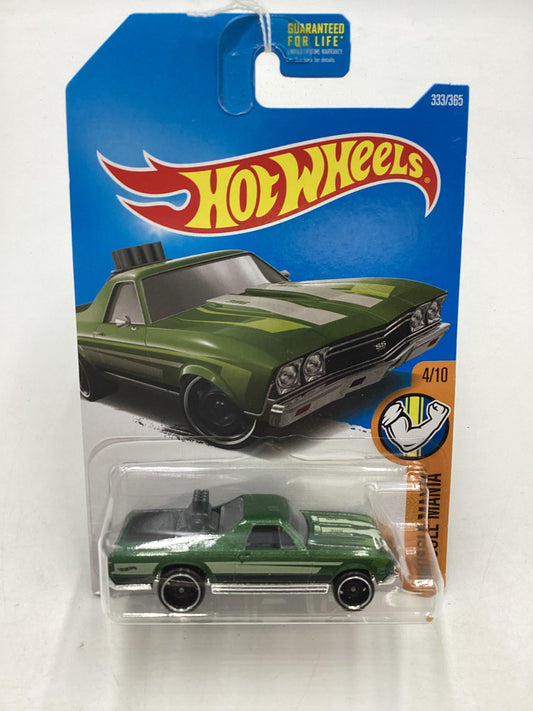 GUARANTEED
FOR LIFE*
333/365
HOT WHEELS®
SS
4/10
MUSCLE MANIA